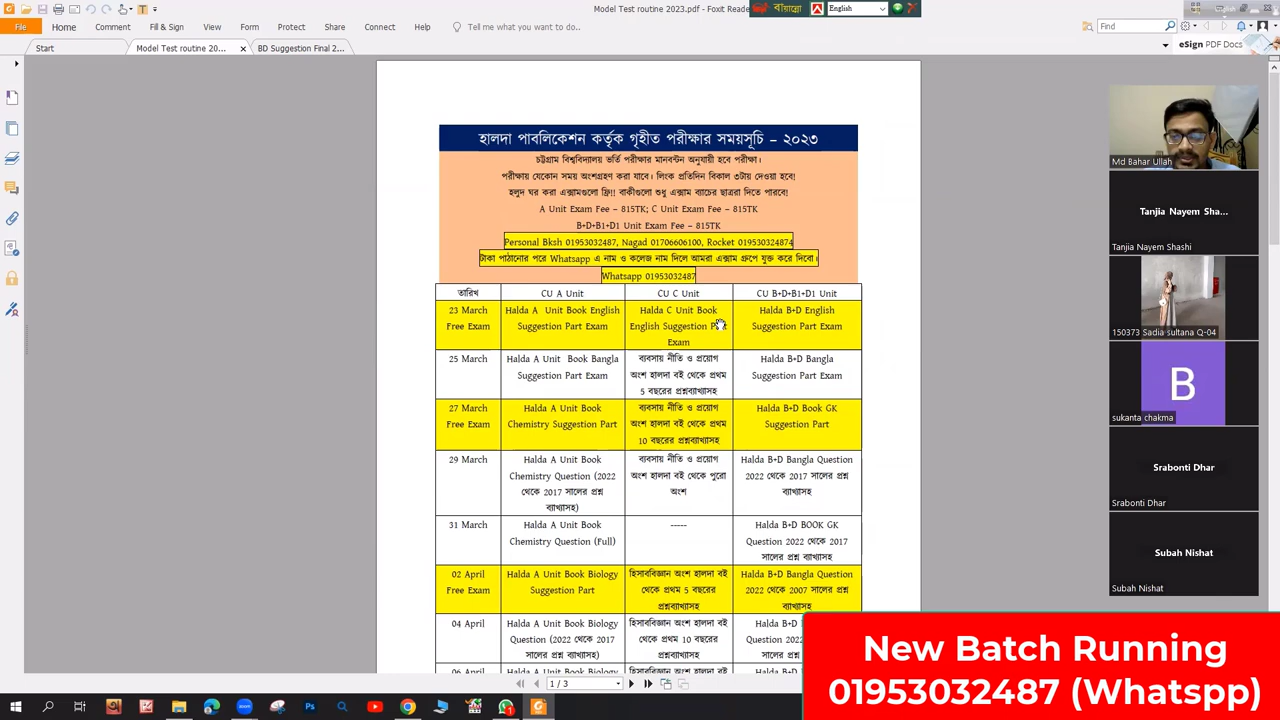 Model Test routine 2023.pdf - Foxit Reade
বায়ান্নো
English
File
Home
Comment
Fill & Sign
View
Form
Protect
Share
Connect
Help
Tell me what you want to do...
Find
Start
Model Test routine 20...
BD Suggestion Final 2...
eSign PDF Docs
হালদা পাবলিকেশন কর্তৃক গৃহীত পরীক্ষার সময়সূচি – ২০২৩
চট্টগ্রাম বিশ্ববিদ্যালয় ভর্তি পরীক্ষার মানবন্টন অনুযায়ী হবে পরীক্ষা।
পরীক্ষায় যেকোন সময় অংশগ্রহণ করা যাবে। লিংক প্রতিদিন বিকাল ৩টায় দেওয়া হবে!
হলুদ ঘর করা এক্সামগুলো ফ্রি!! বাকীগুলো শুধু এক্সাম ব্যাচের ছাত্ররা দিতে পারবে!
A Unit Exam Fee – 815TK; C Unit Exam Fee – 815TK
B+D+B1+D1 Unit Exam Fee – 815TK
Personal Bksh 01953032487, Nagad 01706606100, Rocket 019530324874
টাকা পাঠানোর পরে Whatsapp এ নাম ও কলেজ নাম দিলে আমরা এক্সাম গ্রুপে যুক্ত করে দিবো।
Whatsapp 01953032487
তারিখ
CU A Unit
CU C Unit
CU B+D+B1+D1 Unit
23 March
Free Exam
Halda A Unit Book English
Suggestion Part Exam
Halda C Unit Book
English Suggestion Part
Exam
Halda B+D English
Suggestion Part Exam
25 March
Halda A Unit Book Bangla
Suggestion Part Exam
ব্যবসায় নীতি ও প্রয়োগ
অংশ হালদা বই থেকে প্রথম
5 বছরের প্রশ্নব্যাখ্যাসহ
Halda B+D Bangla
Suggestion Part Exam
27 March
Free Exam
Halda A Unit Book
Chemistry Suggestion Part
ব্যবসায় নীতি ও প্রয়োগ
অংশ হালদা বই থেকে প্রথম
10 বছরের প্রশ্নব্যাখ্যাসহ
Halda B+D Book GK
Suggestion Part
29 March
Halda A Unit Book
Chemistry Question (2022
থেকে 2017 সালের প্রশ্ন
ব্যাখ্যাসহ)
ব্যবসায় নীতি ও প্রয়োগ
অংশ হালদা বই থেকে পুরো
অংশ
Halda B+D Bangla Question
2022 থেকে 2017 সালের প্রশ্ন
ব্যাখ্যাসহ
31 March
Halda A Unit Book
Chemistry Question (Full)
-----
Halda B+D BOOK GK
Question 2022 থেকে 2017
সালের প্রশ্ন ব্যাখ্যাসহ
02 April
Free Exam
Halda A Unit Book Biology
Suggestion Part
হিসাববিজ্ঞান অংশ হালদা বই
থেকে প্রথম 5 বছরের
প্রশ্নব্যাখ্যাসহ
Halda B+D Bangla Question
2022 থেকে 2007 সালের প্রশ্ন
ব্যাখ্যাসহ
04 April
Halda A Unit Book Biology
Question (2022 থেকে 2017
সালের প্রশ্ন ব্যাখ্যাসহ)
হিসাববিজ্ঞান অংশ হালদা বই
থেকে প্রথম 10 বছরের
প্রশ্নব্যাখ্যাসহ
Halda B+D
Question 202
সালের প্র
1 / 3
Md Bahar Ullah
Tanjia Nayem Sha...
Tanjia Nayem Shashi
150373 Sadia sultana Q-04
B
sukanta chakma
Srabonti Dhar
Srabonti Dhar
Subah Nishat
Subah Nishat
New Batch Running
01953032487 (Whatspp)